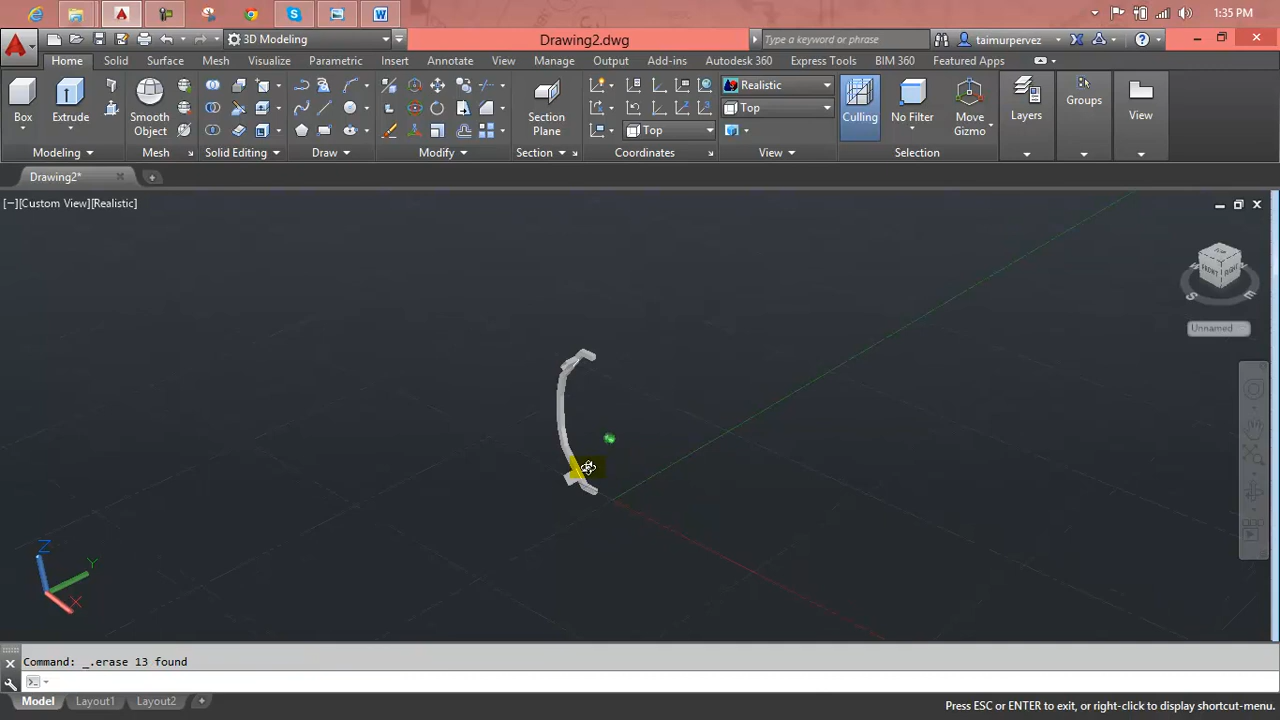 1:35 PM
3D Modeling
Drawing2.dwg
Type a keyword or phrase
taimurpervez
Home Solid Surface Mesh Visualize Parametric Insert Annotate View Manage Output Add-ins Autodesk 360 Express Tools BIM 360 Featured Apps
Box
Extrude
Smooth
Object
Section
Plane
Realistic
Top
Top
Culling
No Filter
Move
Gizmo
Layers
Groups
View
Modeling
Mesh
Solid Editing
Draw
Modify
Section
Coordinates
View
Selection
Drawing2*
[−][Custom View][Realistic]
TOP
FRONT
RIGHT
S
E
Unnamed
Z
Y
X
Command: _.erase 13 found
Model Layout1 Layout2
Press ESC or ENTER to exit, or right-click to display shortcut-menu.